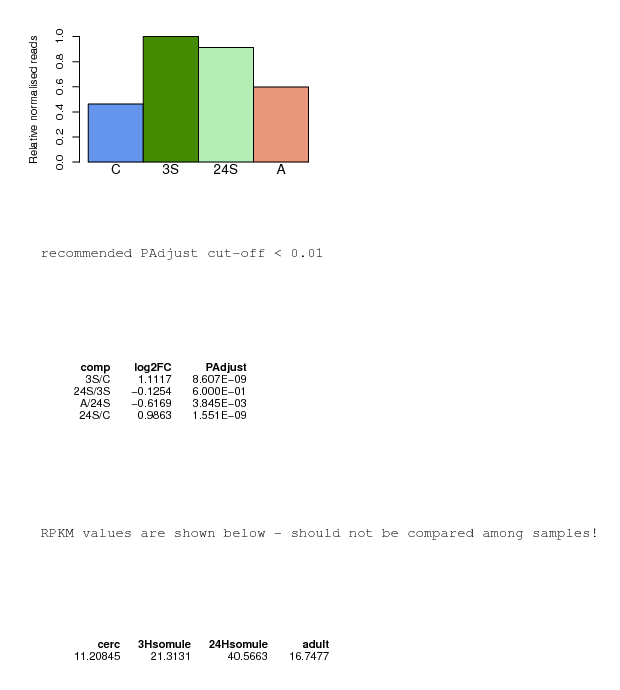 Relative normalised reads
1.0
0.8
0.6
0.4
0.2
0.0
C 3S 24S A
recommended PAdjust cut-off < 0.01
comp log2FC PAdjust
3S/C 1.1117 8.607E−09
24S/3S −0.1254 6.000E−01
A/24S −0.6169 3.845E−03
24S/C 0.9863 1.551E−09
RPKM values are shown below - should not be compared among samples!
cerc 3Hsomule 24Hsomule adult
11.20845 21.3131 40.5663 16.7477